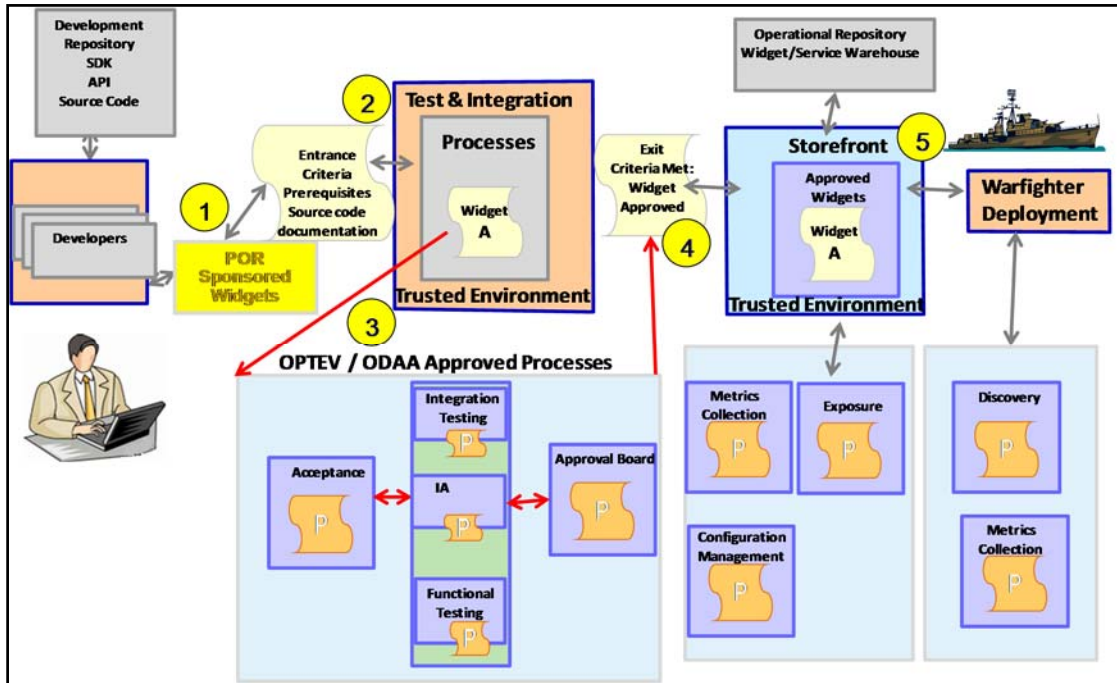 Development
Repository
SDK
API
Source Code
Developers
1
POR
Sponsored
Widgets
2
Entrance
Criteria
Prerequisites
Source code
documentation
Test & Integration
Processes
Widget
A
Trusted Environment
3
Exit
Criteria Met:
Widget
Approved
4
Operational Repository
Widget/Service Warehouse
Storefront
5
Approved
Widgets
Widget
A
Trusted Environment
Warfighter
Deployment
OPTEV / ODAA Approved Processes
Acceptance
P
Integration
Testing
P
IA
P
Functional
Testing
P
Approval Board
P
Metrics
Collection
P
Exposure
P
Configuration
Management
P
Discovery
P
Metrics
Collection
P